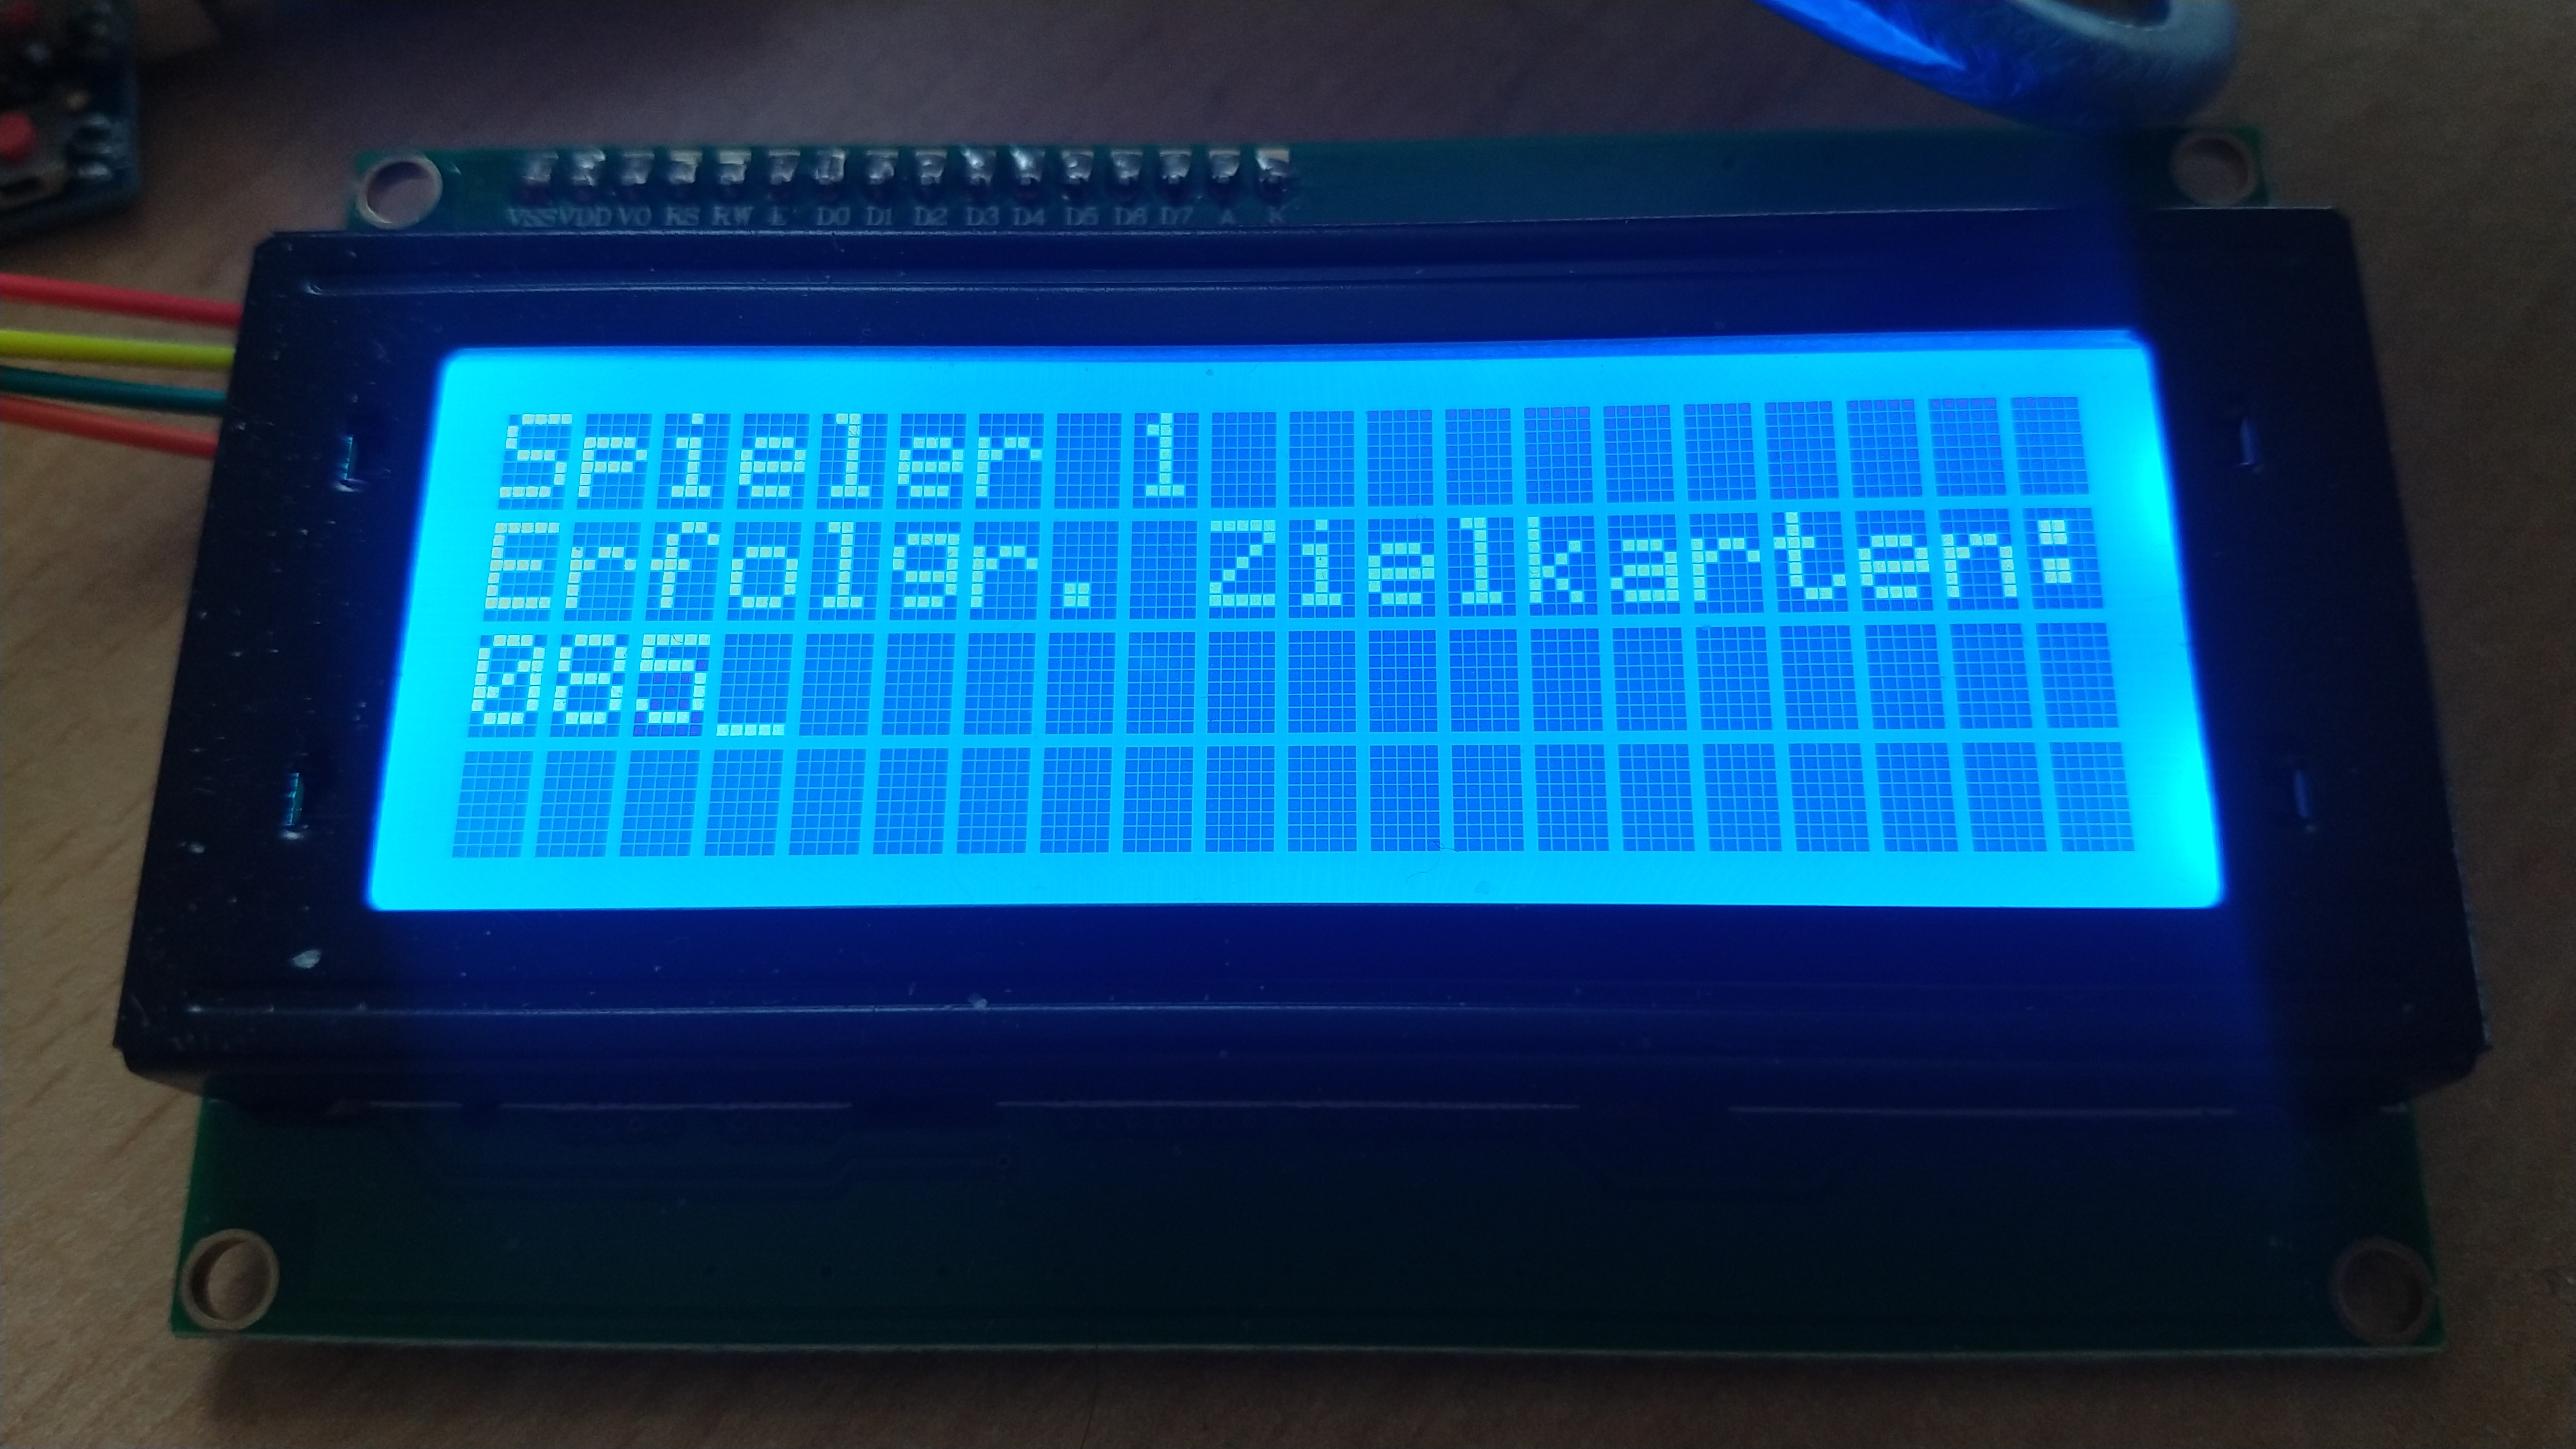 VSS VDD V0 RS RW E D0 D1 D2 D3 D4 D5 D6 D7 A K
Spieler 1
Erfolgr. Zielkarten:
085_